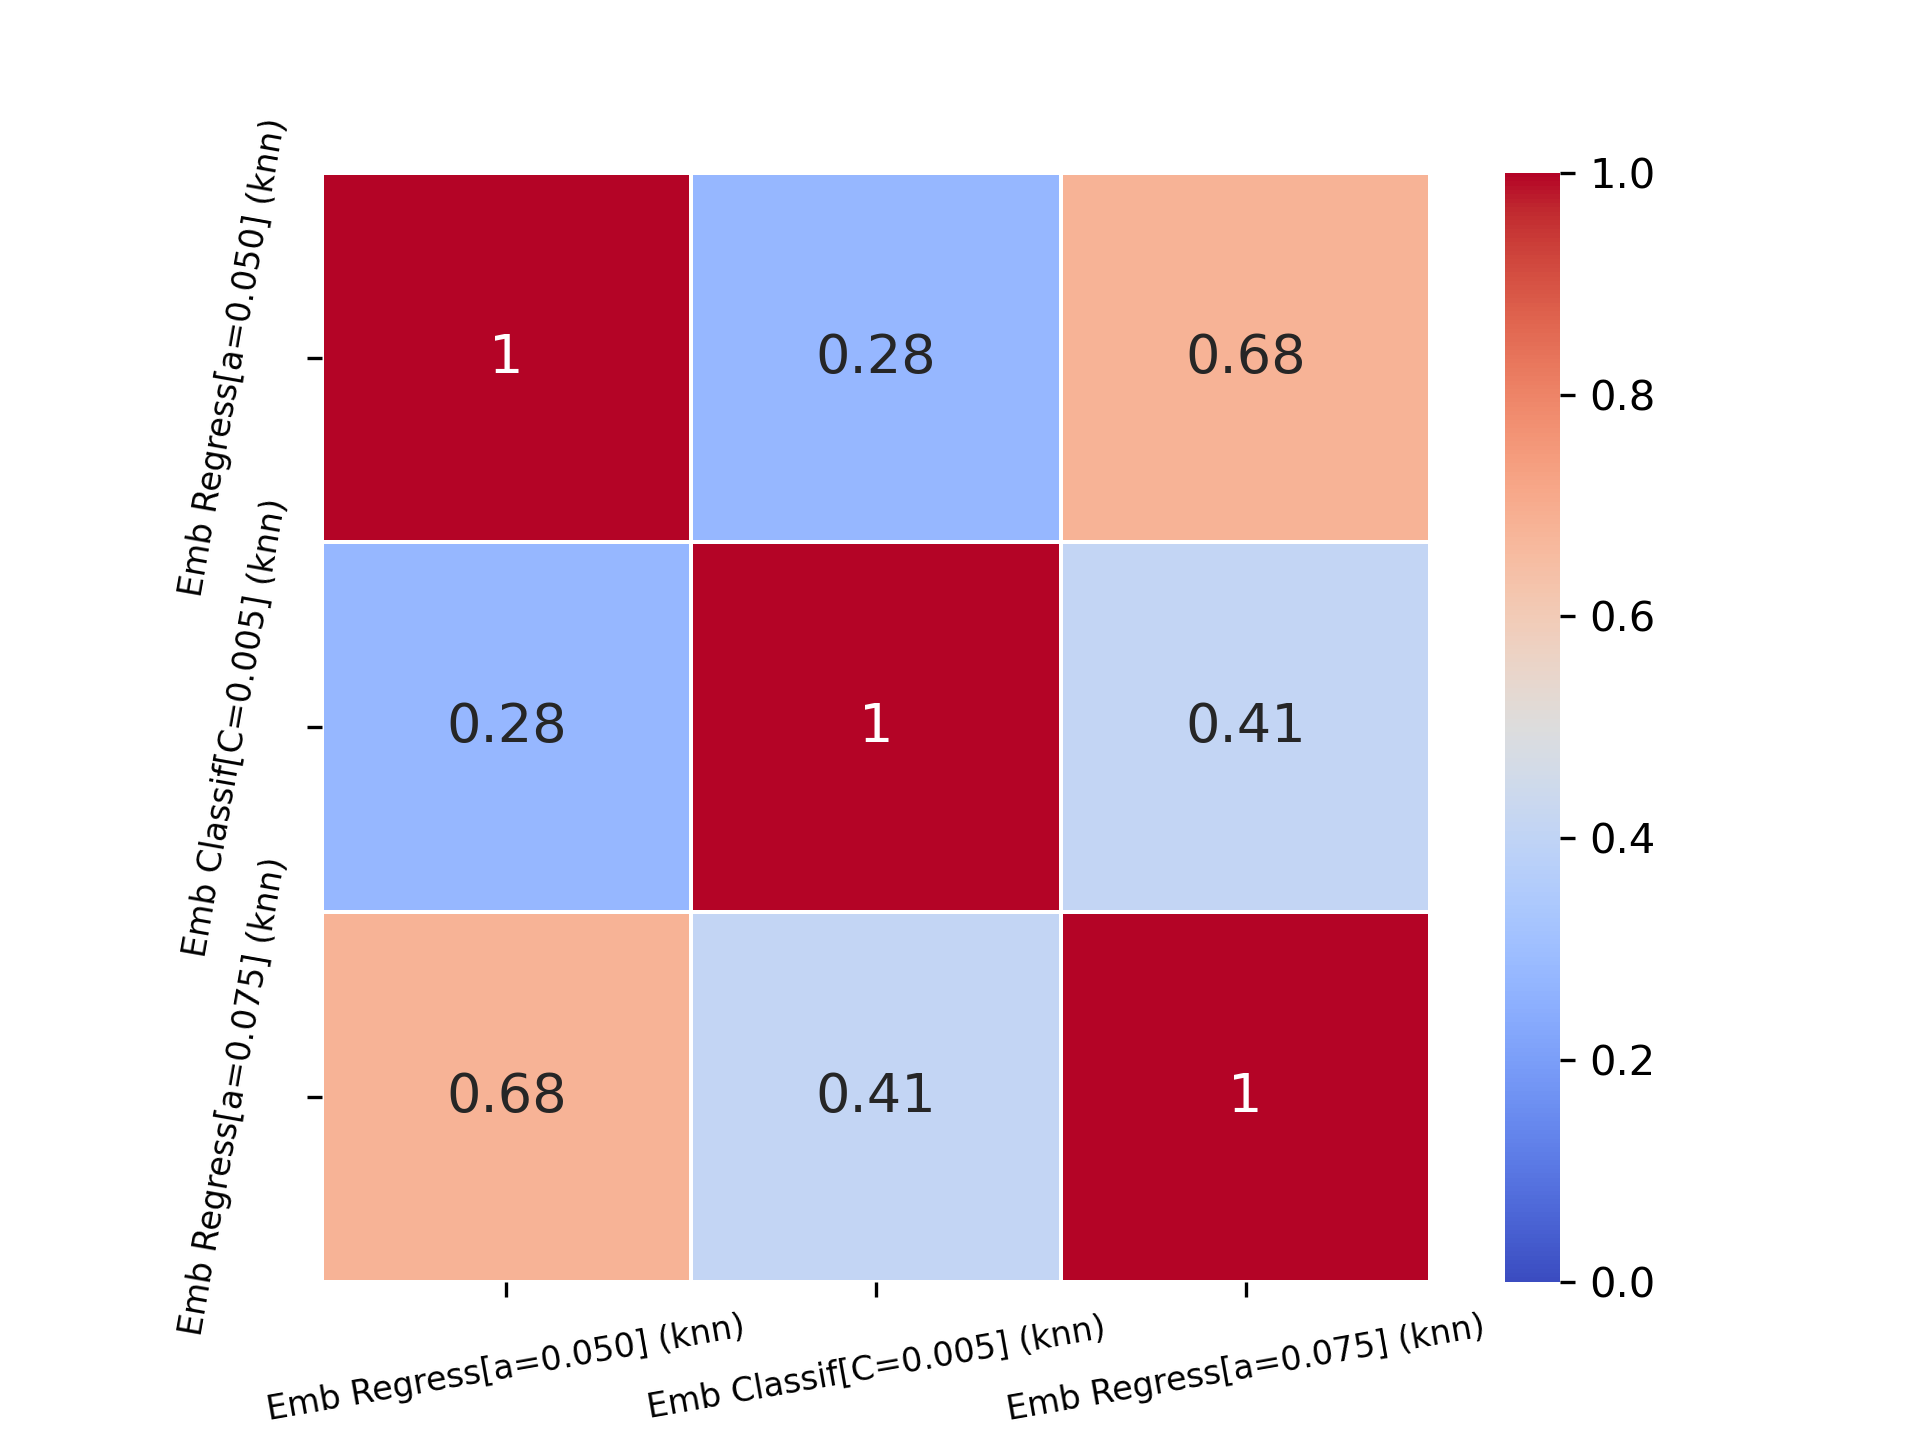 Emb Regress[a=0.050] (knn)
Emb Classif[C=0.005] (knn)
Emb Regress[a=0.075] (knn)
1 0.28 0.68
0.28 1 0.41
0.68 0.41 1
Emb Regress[a=0.050] (knn)
Emb Classif[C=0.005] (knn)
Emb Regress[a=0.075] (knn)
1.0
0.8
0.6
0.4
0.2
0.0